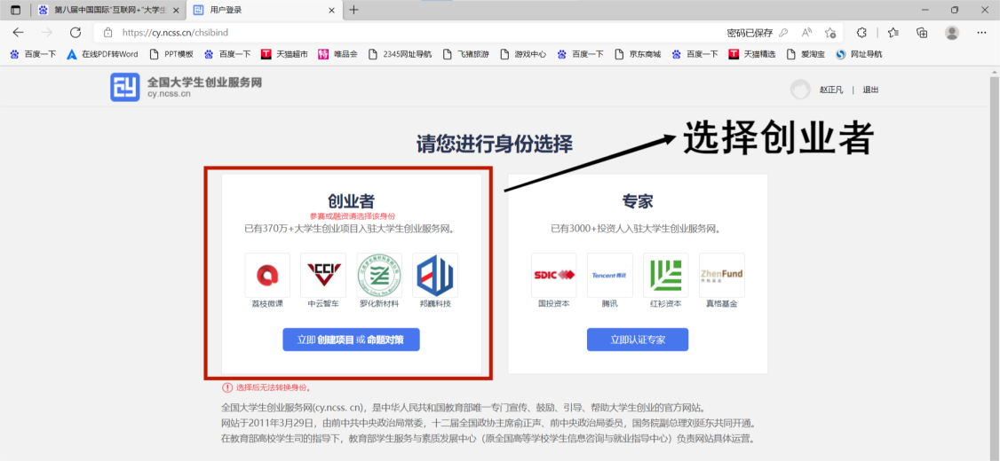 第八届中国国际"互联网+"大学生
用户登录
https://cy.ncss.cn/chsibind
密码已保存
百度一下
在线PDF转Word
PPT模板
百度一下
天猫超市
唯品会
2345网址导航
飞猪旅游
游戏中心
百度一下
京东商城
百度一下
天猫精选
爱淘宝
网址导航
全国大学生创业服务网
cy.ncss.cn
赵正凡 | 退出
请您进行身份选择
选择创业者
创业者
参赛或融资请选择该身份
已有370万+大学生创业项目入驻大学生创业服务网。
CCI
荔枝微课
中云智车
罗化新材料
邦巍科技
立即 创建项目 或 命题对策
专家
已有3000+投资人入驻大学生创业服务网。
SDIC
Tencent 腾讯
ZhenFund
真格基金
国投资本
腾讯
红衫资本
真格基金
立即认证专家
选择后无法转换身份。
全国大学生创业服务网(cy.ncss. cn)，是中华人民共和国教育部唯一专门宣传、鼓励、引导、帮助大学生创业的官方网站。
网站于2011年3月29日，由前中共中央政治局常委，十二届全国政协主席俞正声、前中央政治局委员，国务院副总理刘延东共同开通。
在教育部高校学生司的指导下，教育部学生服务与素质发展中心（原全国高等学校学生信息咨询与就业指导中心）负责网站具体运营。